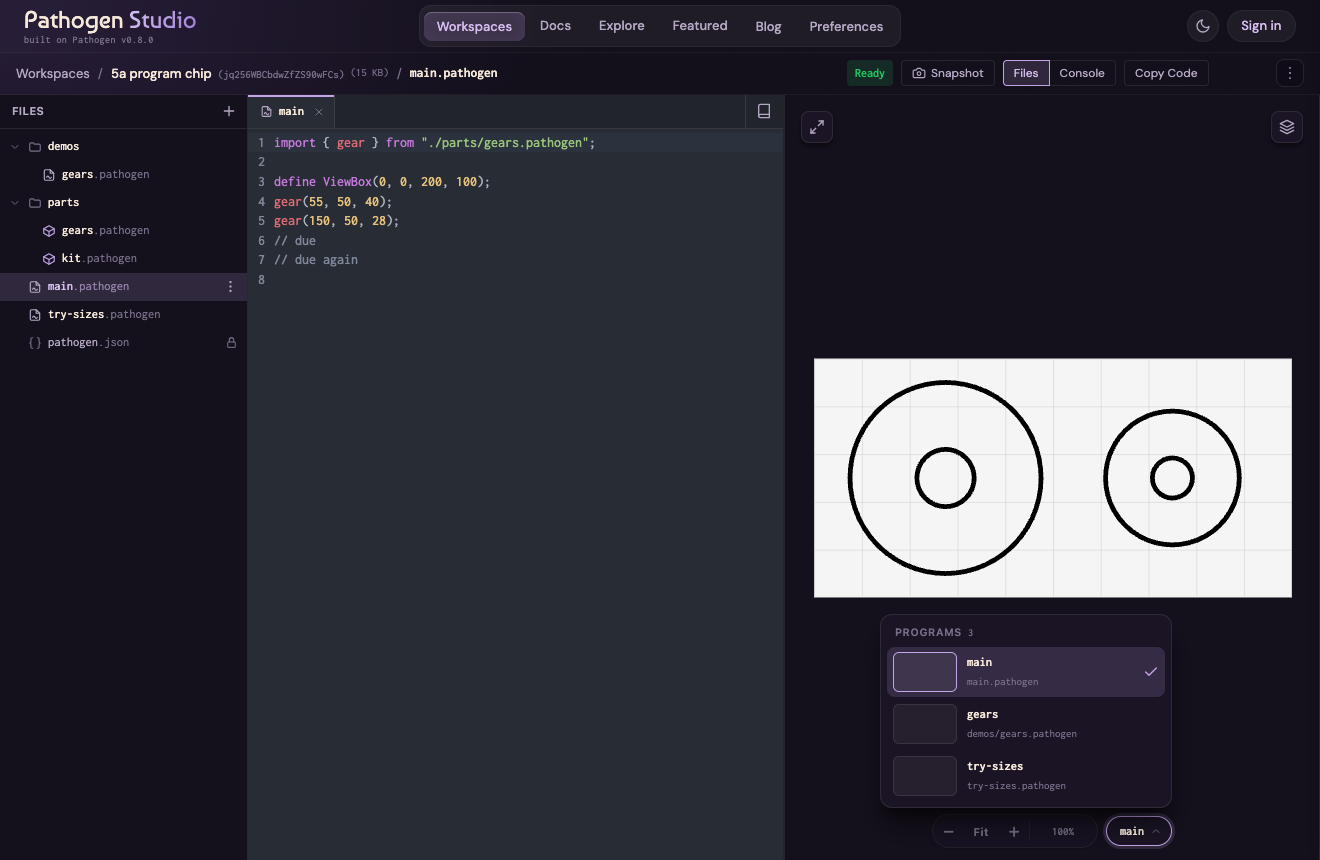 Pathogen Studio
built on Pathogen v0.8.0
Workspaces Docs Explore Featured Blog Preferences
Sign in
Workspaces / 5a program chip (jq256WBCbdwZfZS90wFCs) (15 KB) / main.pathogen
Ready Snapshot Files Console Copy Code
FILES
demos
gears.pathogen
parts
gears.pathogen
kit.pathogen
main.pathogen
try-sizes.pathogen
{} pathogen.json
main
1 import { gear } from "./parts/gears.pathogen";
2
3 define ViewBox(0, 0, 200, 100);
4 gear(55, 50, 40);
5 gear(150, 50, 28);
6 // due
7 // due again
8
PROGRAMS 3
main
main.pathogen
gears
demos/gears.pathogen
try-sizes
try-sizes.pathogen
Fit 100% main